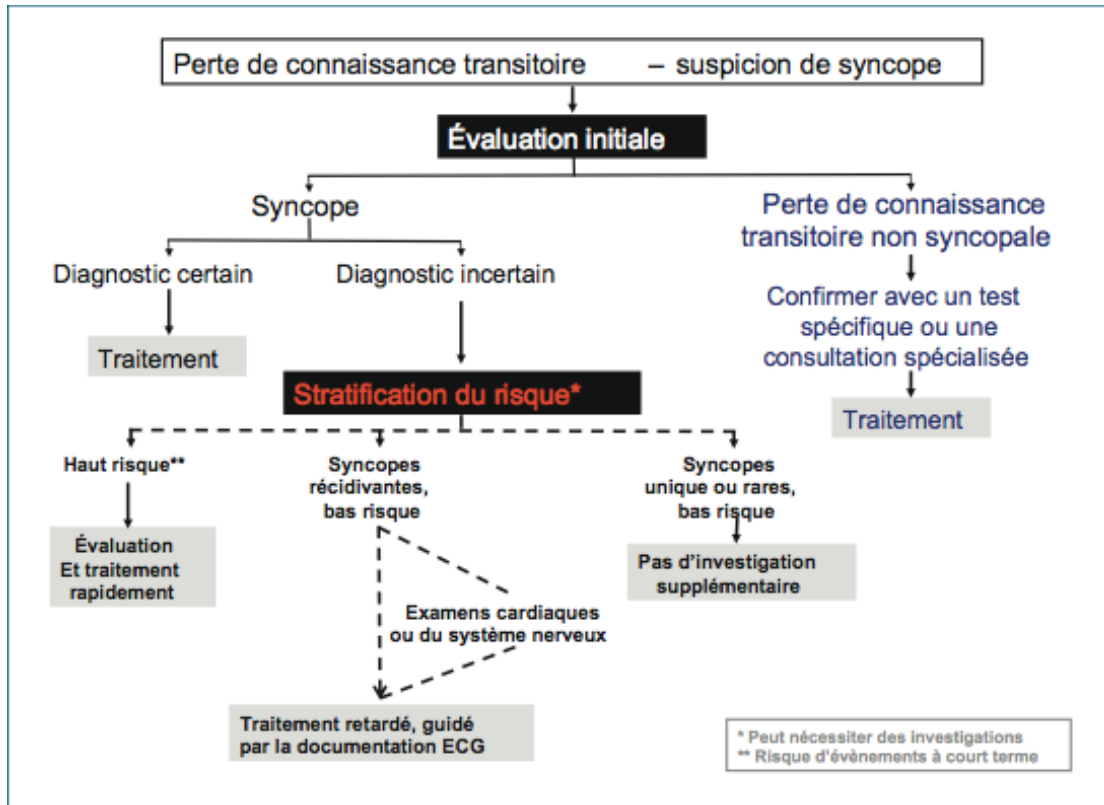 Perte de connaissance transitoire – suspicion de syncope
Évaluation initiale
Syncope
Perte de connaissance
transitoire non syncopale
Diagnostic certain
Diagnostic incertain
Confirmer avec un test
spécifique ou une
consultation spécialisée
Traitement
Stratification du risque*
Traitement
Haut risque**
Syncopes
récidivantes,
bas risque
Syncopes
unique ou rares,
bas risque
Évaluation
Et traitement
rapidement
Pas d'investigation
supplémentaire
Examens cardiaques
ou du système nerveux
Traitement retardé, guidé
par la documentation ECG
* Peut nécessiter des investigations
** Risque d'évènements à court terme